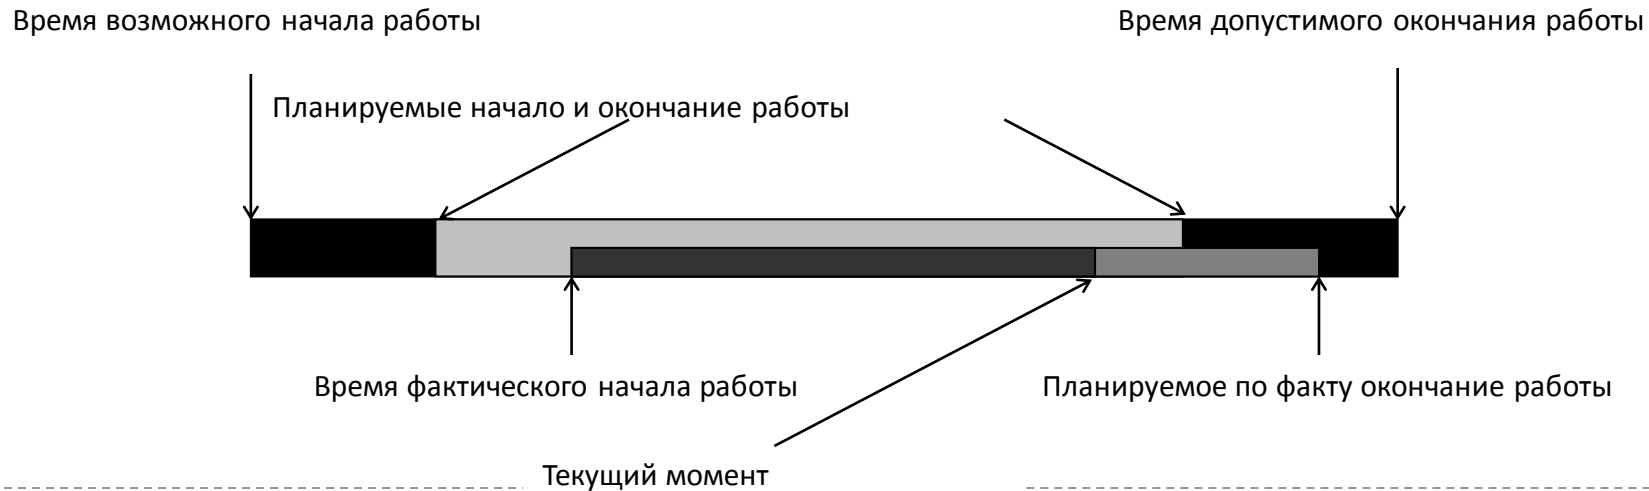 Время возможного начала работы
Время допустимого окончания работы
Планируемые начало и окончание работы
Время фактического начала работы
Планируемое по факту окончание работы
Текущий момент